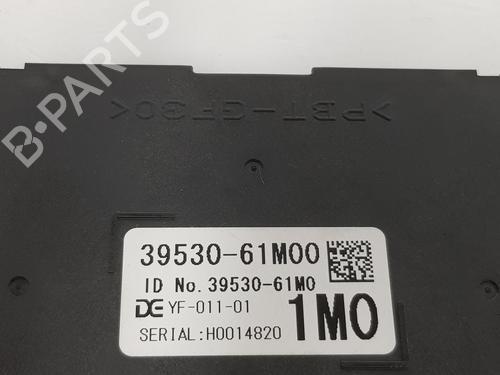 >PBT-GF30<
B-PARTS
39530-61M00
ID No.39530-61M0
DE YF-011-01
SERIAL:H0014820
1M0